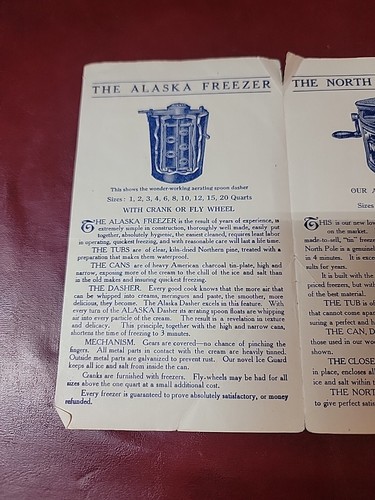 THE ALASKA FREEZER
This shows the wonder-working aerating spoon dasher
Sizes: 1, 2, 3, 4, 6, 8, 10, 12, 15, 20 Quarts
WITH CRANK OR FLY WHEEL
THE ALASKA FREEZER is the result of years of experience, is
extremely simple in construction, thoroughly well made, easily put
together, absolutely hygienic, the easiest cleaned, requires least labor
in operating, quickest freezing, and with reasonable care will last a life time.
THE TUBS are of clear, kiln dried Northern pine, treated with a
preparation that makes them waterproof.
THE CANS are of heavy American charcoal tin-plate, high and
narrow, exposing more of the cream to the chill of the ice and salt than
in the old makes and insuring quicker freezing.
THE DASHER. Every good cook knows that the more air that
can be whipped into creams, meringues and paste, the smoother, more
delicious, they become. The Alaska Dasher excels in this feature. With
every turn of the ALASKA Dasher its aerating spoon floats are whipping
air into every particle of the cream. The result is a revelation in texture
and delicacy. This principle, together with the high and narrow cans,
shortens the time of freezing to 3 minutes.
MECHANISM. Gears are covered—no chance of pinching the
fingers. All metal parts in contact with the cream are heavily tinned.
Outside metal parts are galvanized to prevent rust. Our novel Ice Guard
keeps all ice and salt from inside the can.
Cranks are furnished with freezers. Fly-wheels may be had for all
sizes above the one quart at a small additional cost.
Every freezer is guaranteed to prove absolutely satisfactory, or money
refunded.
THE NORTH
OUR
Sizes
THIS is our new low
on the market.
made-to-sell, "tin" freezer
North Pole is a genuine
in 4 minutes. It is exce
sults for years.
It is built with the
priced freezers, but with
of the best material.
THE TUB is of
that cannot come apart
suring a perfect and
THE CAN, D
those used in our wood
shown.
THE CLOSE
in place, encloses all
ice and salt within
THE NORT
to give perfect satis